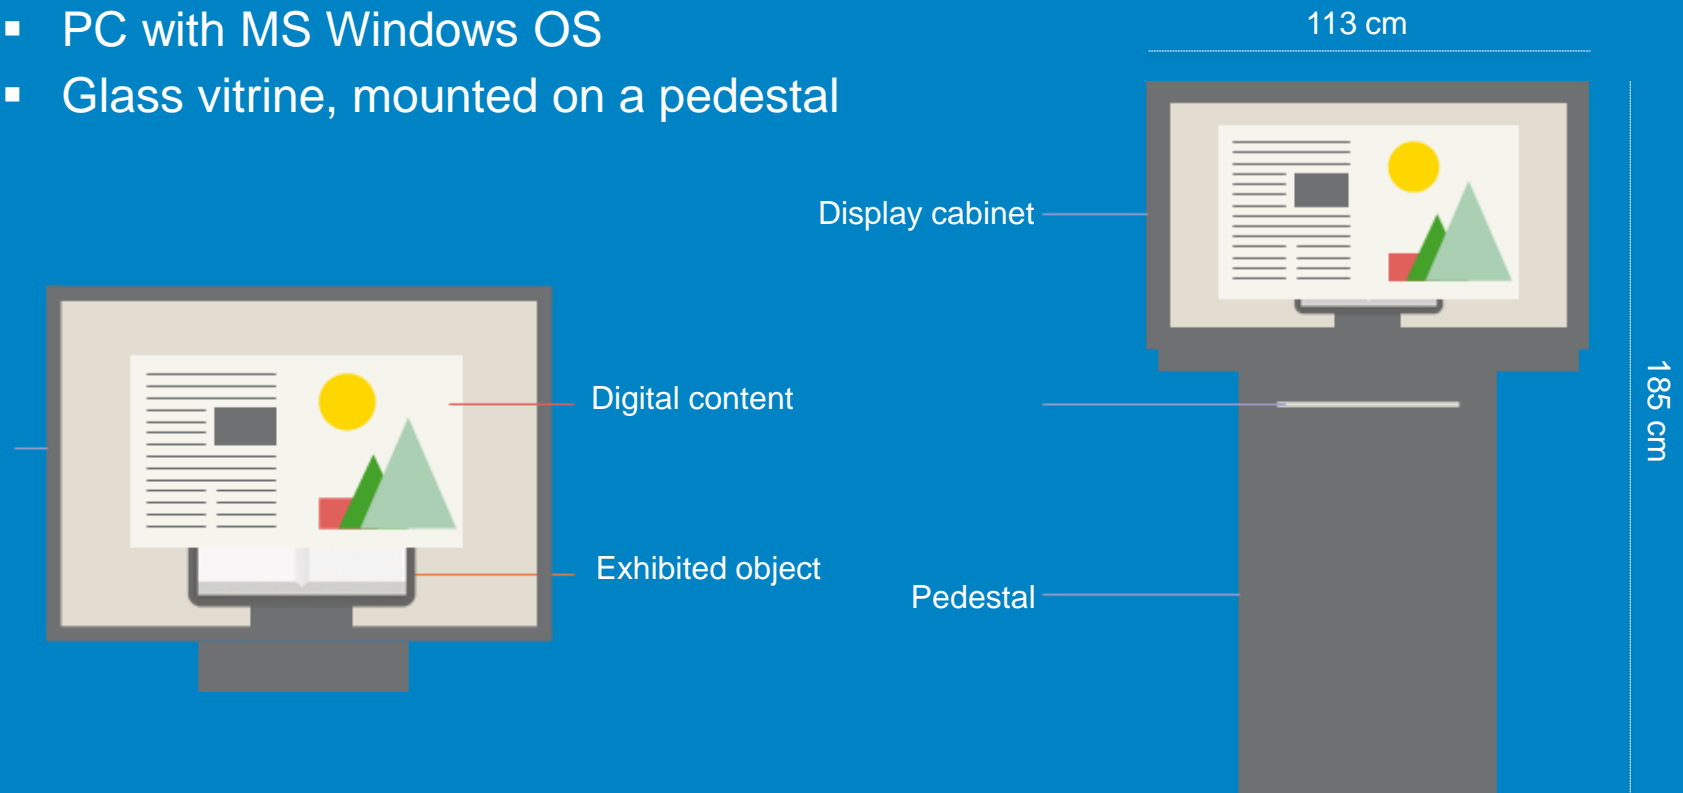 ▪ PC with MS Windows OS
▪ Glass vitrine, mounted on a pedestal
113 cm
Display cabinet
185 cm
Digital content
Exhibited object
Pedestal